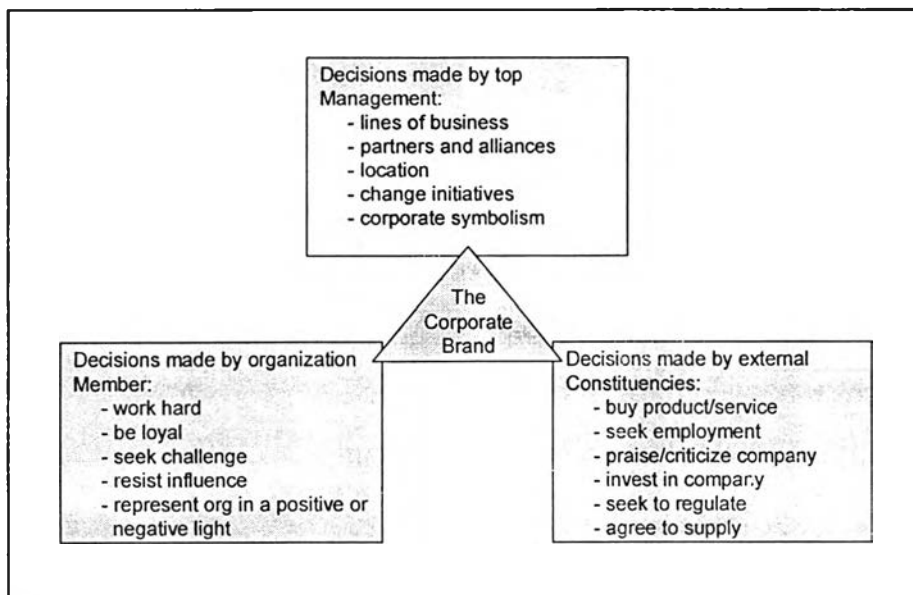 Decisions made by top
Management:
- lines of business
- partners and alliances
- location
- change initiatives
- corporate symbolism
The
Corporate
Brand
Decisions made by organization
Member:
- work hard
- be loyal
- seek challenge
- resist influence
- represent org in a positive or
negative light
Decisions made by external
Constituencies:
- buy product/service
- seek employment
- praise/criticize company
- invest in company
- seek to regulate
- agree to supply